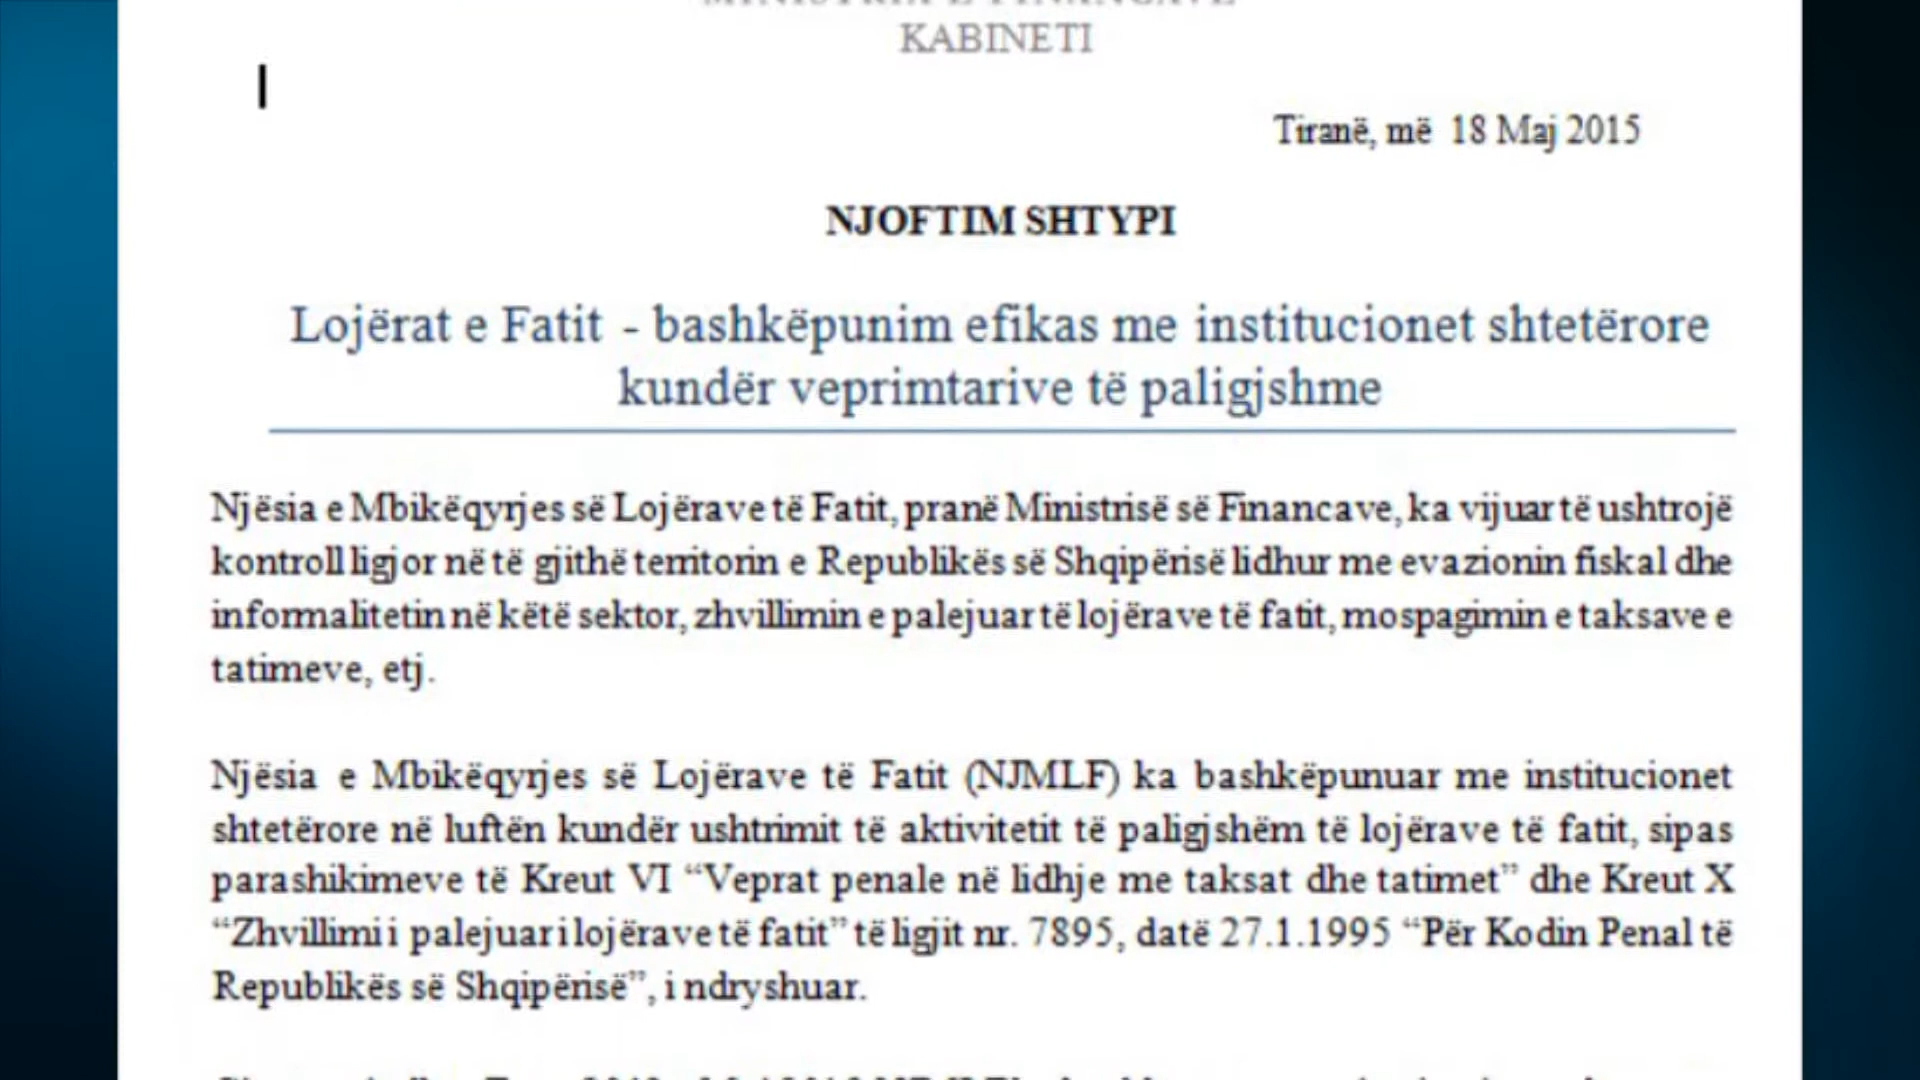 MINISTRIA E FINANCAVE
KABINETI
Tiranë, më 18 Maj 2015
NJOFTIM SHTYPI
Lojërat e Fatit - bashkëpunim efikas me institucionet shtetërore
kundër veprimtarive të paligjshme
Njësia e Mbikëqyrjes së Lojërave të Fatit, pranë Ministrisë së Financave, ka vijuar të ushtrojë
kontroll ligjor në të gjithë territorin e Republikës së Shqipërisë lidhur me evazionin fiskal dhe
informalitetin në këtë sektor, zhvillimin e palejuar të lojërave të fatit, mospagimin e taksave e
tatimeve, etj.
Njësia e Mbikëqyrjes së Lojërave të Fatit (NJMLF) ka bashkëpunuar me institucionet
shtetërore në luftën kundër ushtrimit të aktivitetit të paligjshëm të lojërave të fatit, sipas
parashikimeve të Kreut VI “Veprat penale në lidhje me taksat dhe tatimet” dhe Kreut X
“Zhvillimi i palejuar i lojërave të fatit” të ligjit nr. 7895, datë 27.1.1995 “Për Kodin Penal të
Republikës së Shqipërisë”, i ndryshuar.